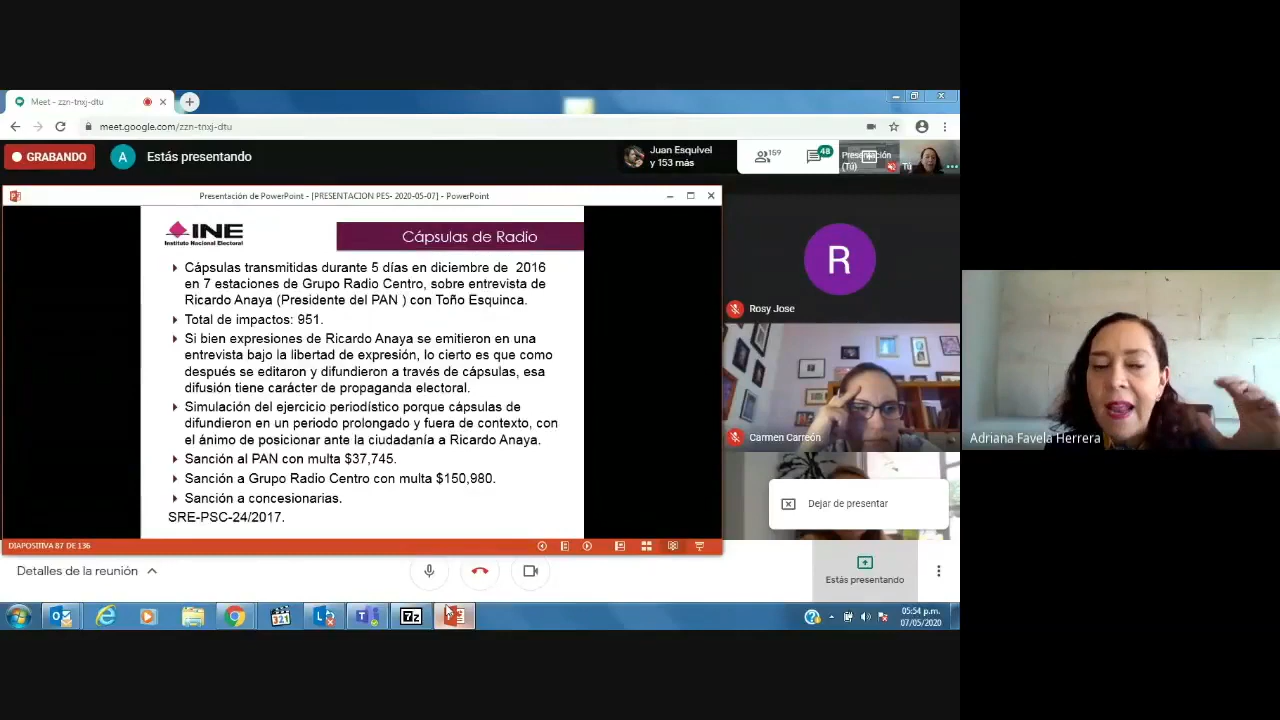 Meet - zzn-tnxj-dtu
meet.google.com/zzn-tnxj-dtu
GRABANDO
A
Estás presentando
Juan Esquivel
y 153 más
159
48
Presentación
(Tú)
Tú
Presentación de PowerPoint - [PRESENTACION PES- 2020-05-07] - PowerPoint
INE
Instituto Nacional Electoral
Cápsulas de Radio
Cápsulas transmitidas durante 5 días en diciembre de 2016
en 7 estaciones de Grupo Radio Centro, sobre entrevista de
Ricardo Anaya (Presidente del PAN ) con Toño Esquinca.
Total de impactos: 951.
Si bien expresiones de Ricardo Anaya se emitieron en una
entrevista bajo la libertad de expresión, lo cierto es que como
después se editaron y difundieron a través de cápsulas, esa
difusión tiene carácter de propaganda electoral.
Simulación del ejercicio periodístico porque cápsulas de
difundieron en un periodo prolongado y fuera de contexto, con
el ánimo de posicionar ante la ciudadanía a Ricardo Anaya.
Sanción al PAN con multa $37,745.
Sanción a Grupo Radio Centro con multa $150,980.
Sanción a concesionarias.
SRE-PSC-24/2017.
DIAPOSITIVA 87 DE 136
R
Rosy Jose
Carmen Carreón
Dejar de presentar
Adriana Favela Herrera
Detalles de la reunión
Estás presentando
321
7z
05:54 p.m.
07/05/2020